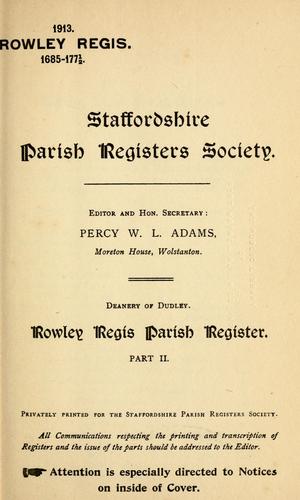 1913.
ROWLEY REGIS.
1685-177½.
Staffordshire
Parish Registers Society.
EDITOR AND HON. SECRETARY:
PERCY W. L. ADAMS,
Moreton House, Wolstanton.
DEANERY OF DUDLEY.
Rowley Regis Parish Register.
PART II.
PRIVATELY PRINTED FOR THE STAFFORDSHIRE PARISH REGISTERS SOCIETY.
All Communications respecting the printing and transcription of
Registers and the issue of the parts should be addressed to the Editor.
☛ Attention is especially directed to Notices
on inside of Cover.